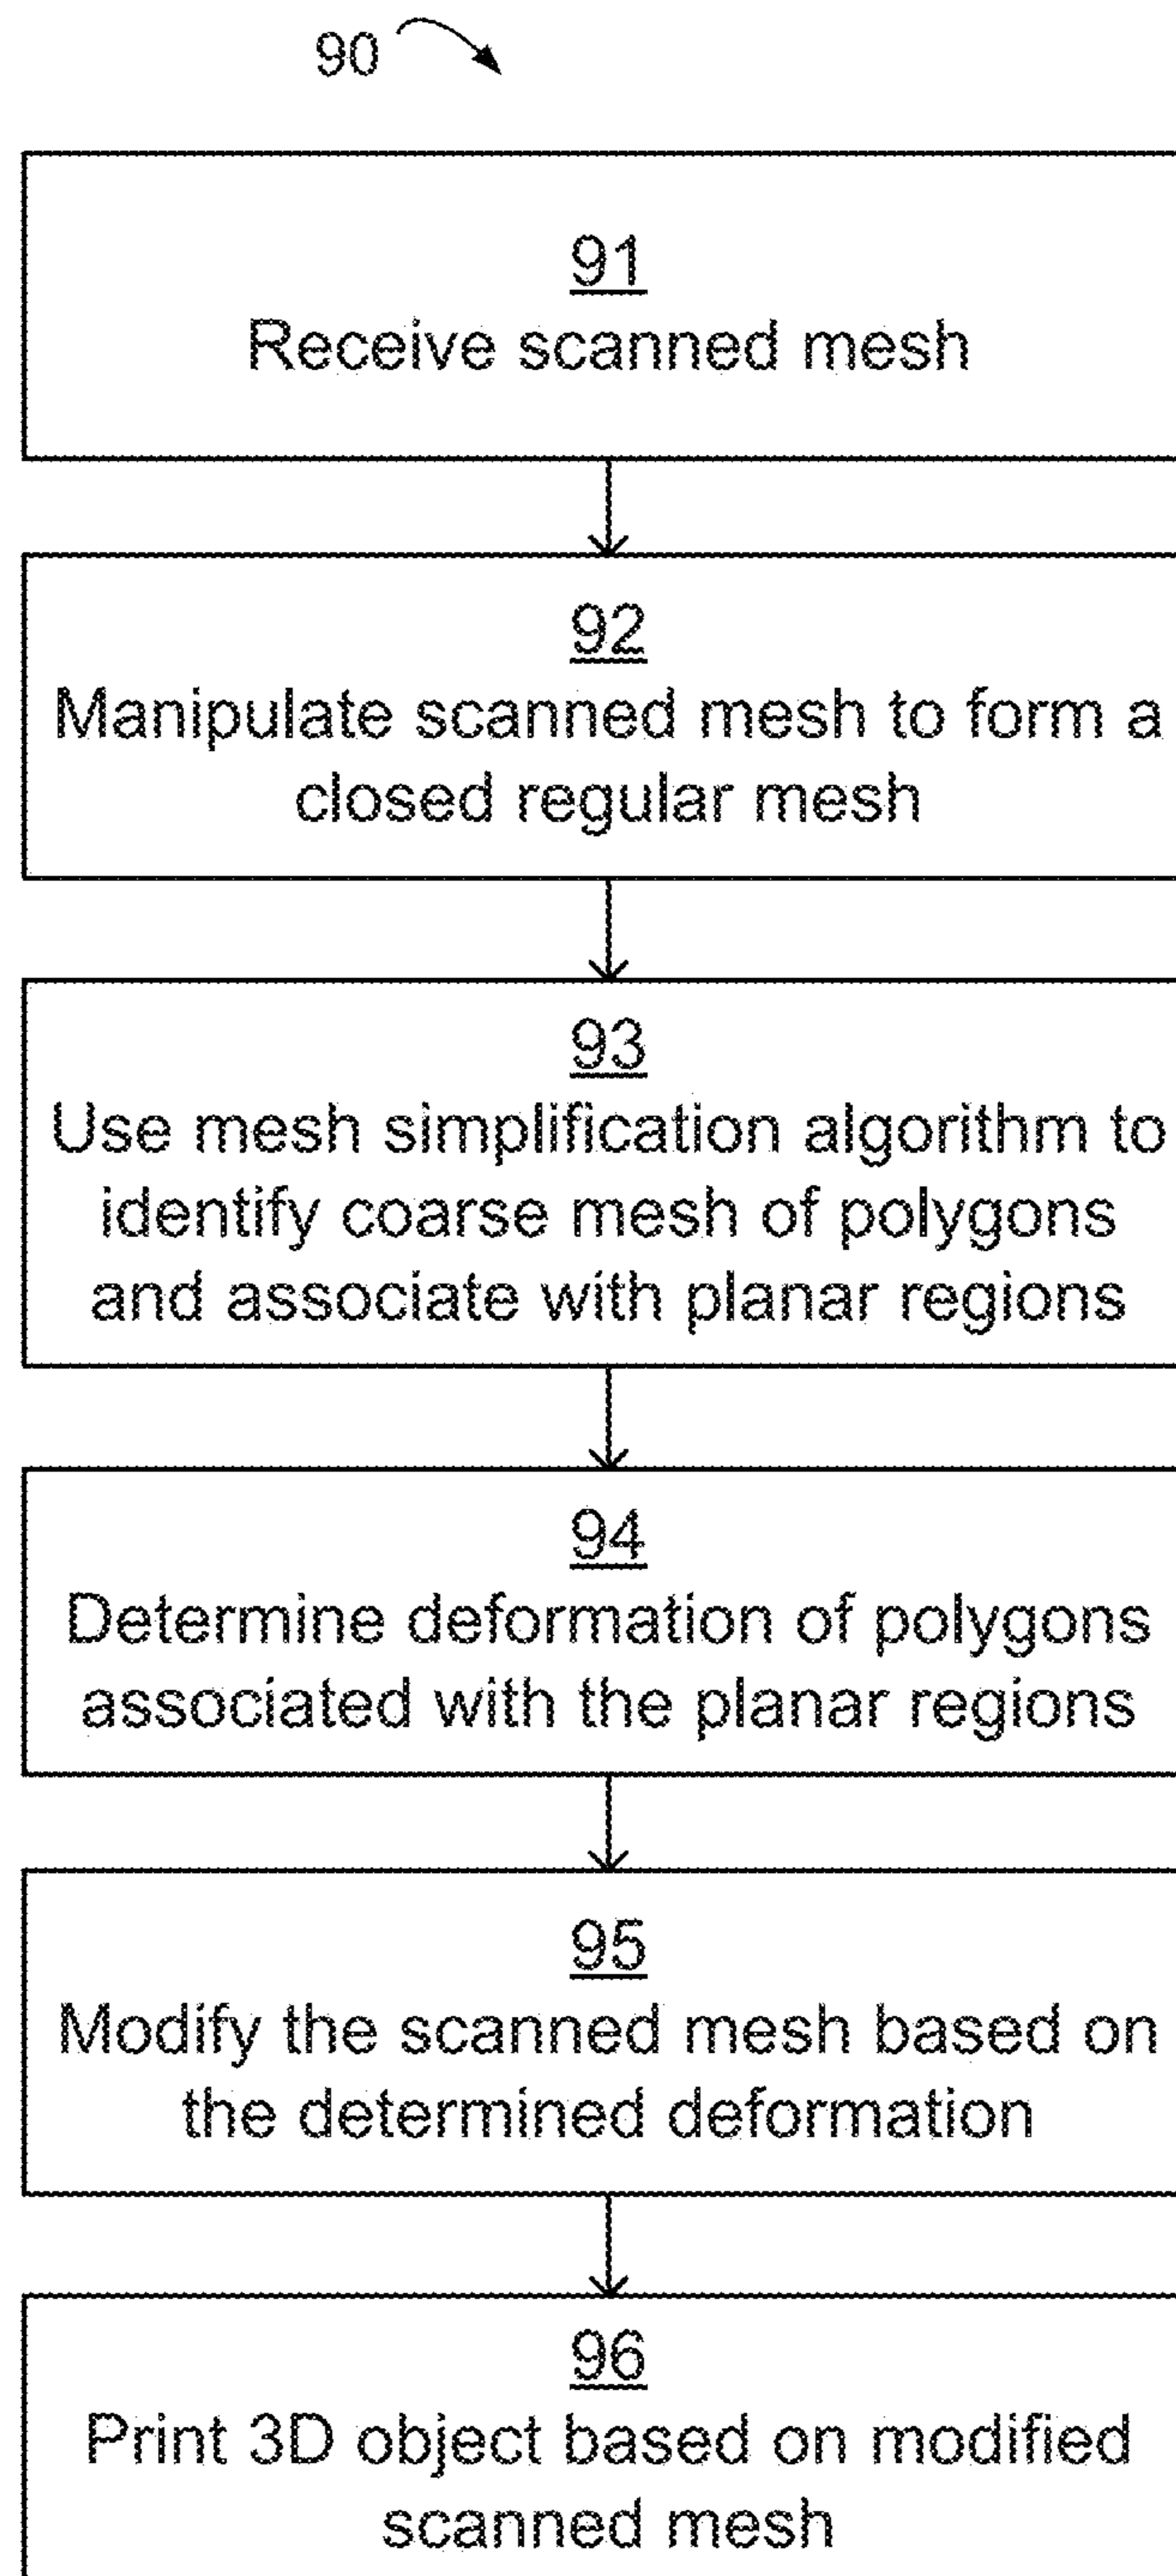 90
91
Receive scanned mesh
92
Manipulate scanned mesh to form a
closed regular mesh
93
Use mesh simplification algorithm to
identify coarse mesh of polygons
and associate with planar regions
94
Determine deformation of polygons
associated with the planar regions
95
Modify the scanned mesh based on
the determined deformation
96
Print 3D object based on modified
scanned mesh